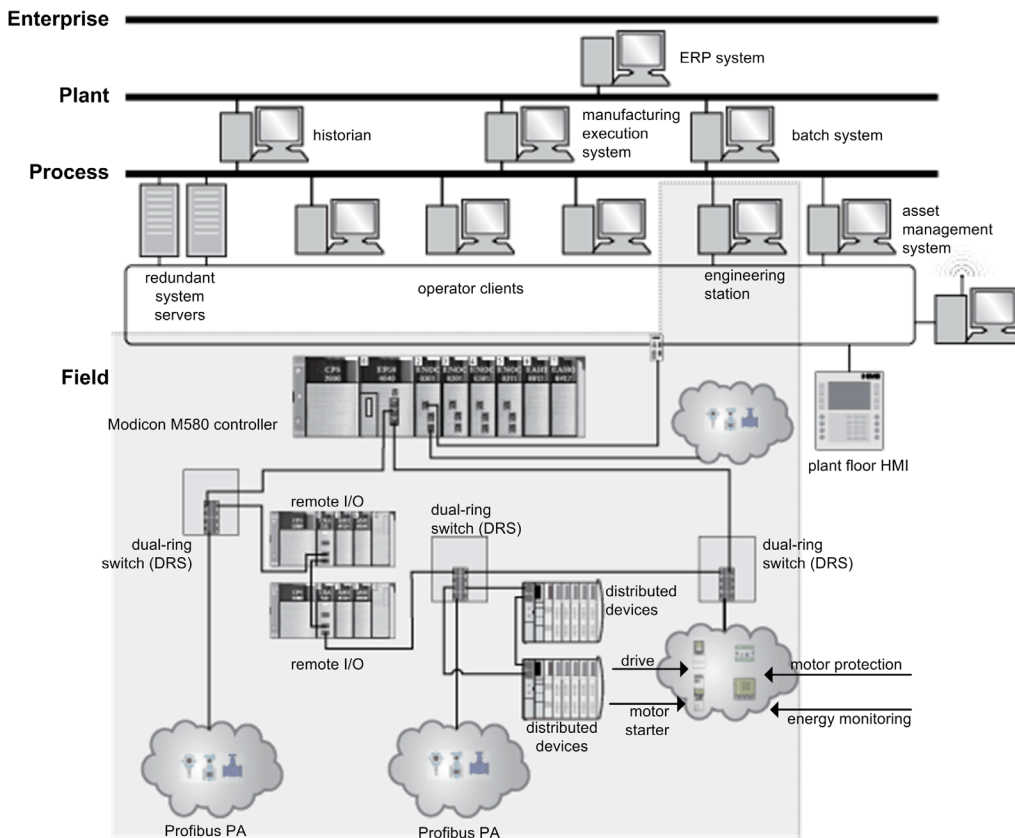 Enterprise
ERP system
Plant
historian
manufacturing
execution
system
batch system
Process
asset
management
system
redundant
system
servers
operator clients
engineering
station
Field
Modicon M580 controller
HMI
plant floor HMI
remote I/O
dual-ring
switch (DRS)
dual-ring
switch (DRS)
dual-ring
switch (DRS)
distributed
devices
remote I/O
drive
motor protection
motor
starter
energy monitoring
distributed
devices
Profibus PA
Profibus PA